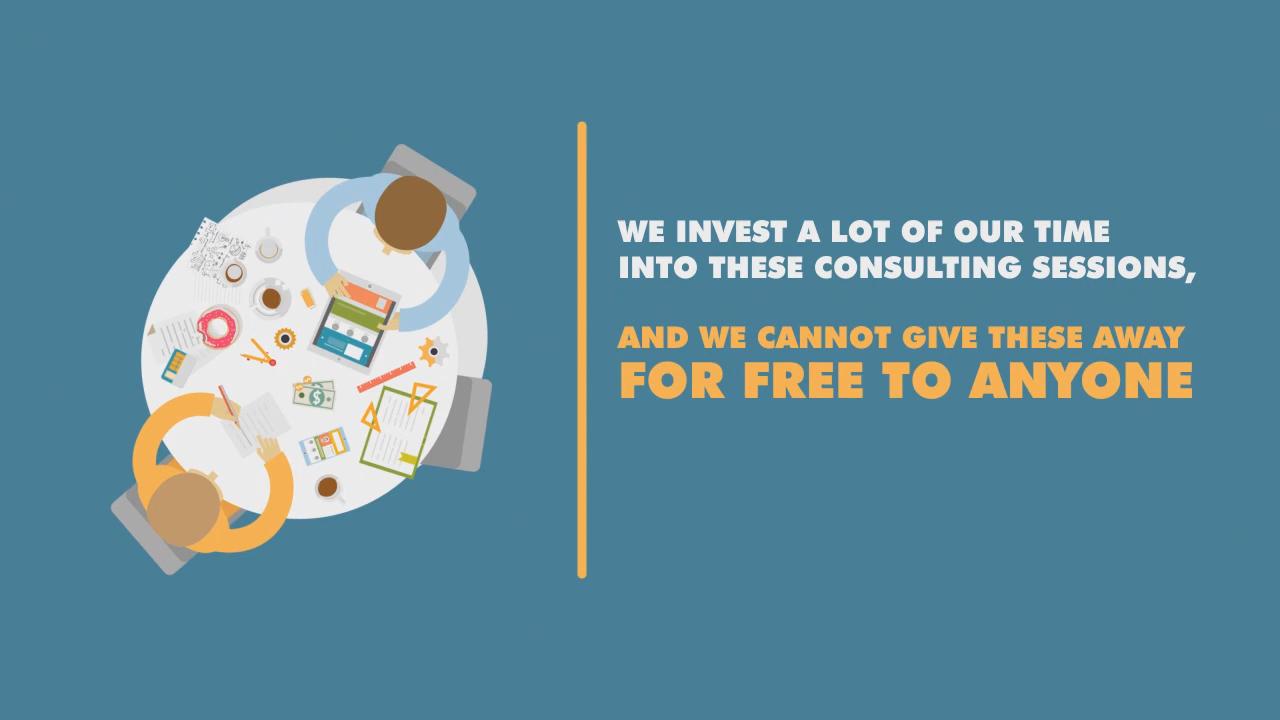 WE INVEST A LOT OF OUR TIME
INTO THESE CONSULTING SESSIONS,
AND WE CANNOT GIVE THESE AWAY
FOR FREE TO ANYONE